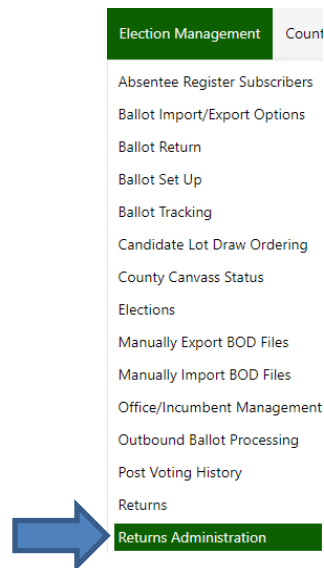 Election Management Count
Absentee Register Subscribers
Ballot Import/Export Options
Ballot Return
Ballot Set Up
Ballot Tracking
Candidate Lot Draw Ordering
County Canvass Status
Elections
Manually Export BOD Files
Manually Import BOD Files
Office/Incumbent Management
Outbound Ballot Processing
Post Voting History
Returns
Returns Administration